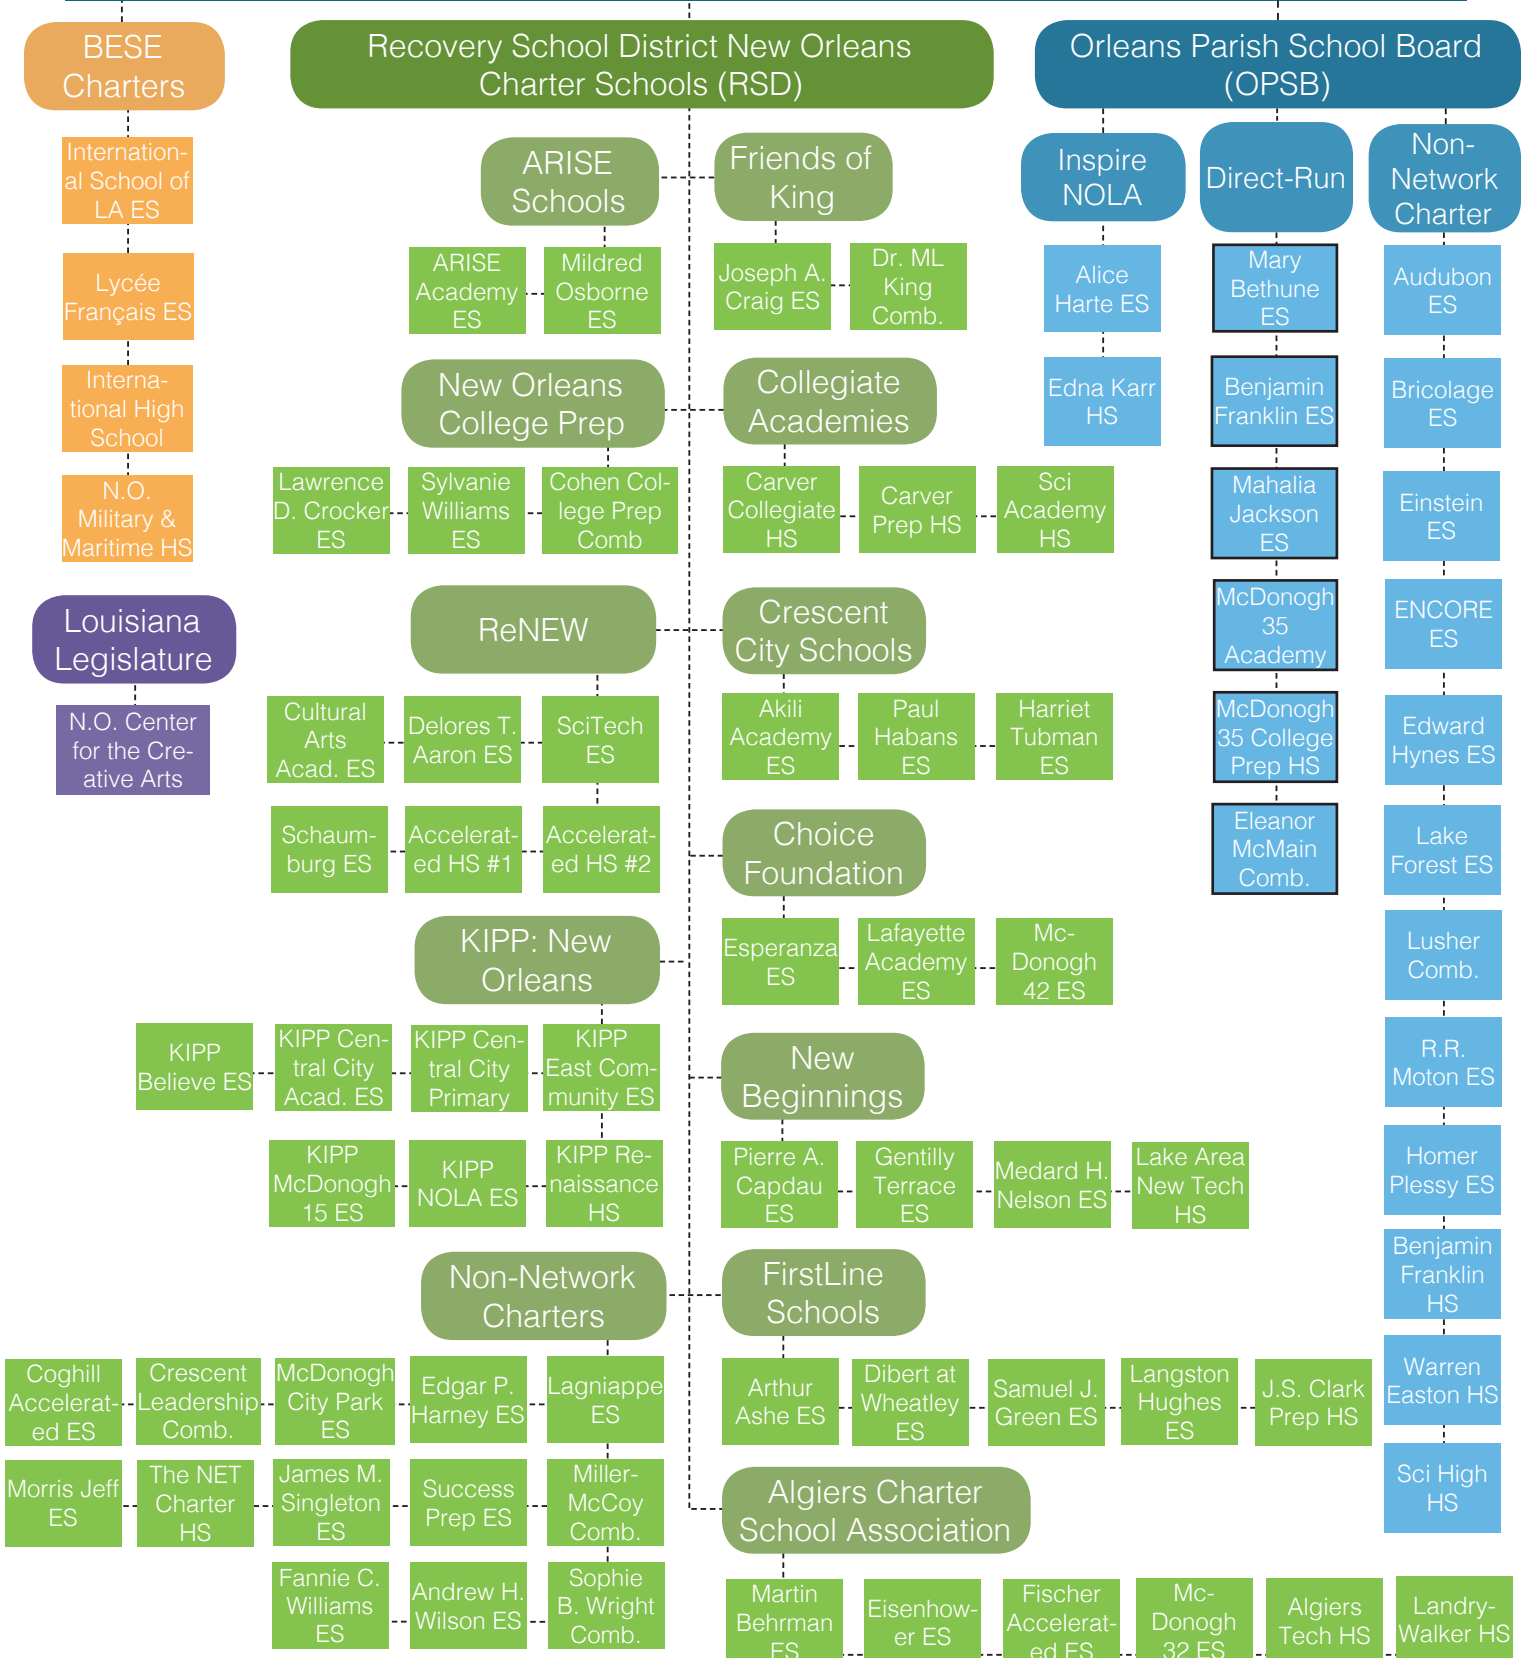 BESE
Charters
Internation-
al School of
LA ES
Lycée
Français ES
Interna-
tional High
School
N.O.
Military &
Maritime HS
Louisiana
Legislature
N.O. Center
for the Cre-
ative Arts
Recovery School District New Orleans
Charter Schools (RSD)
ARISE
Schools
ARISE
Academy
ES
Mildred
Osborne
ES
Friends of
King
Joseph A.
Craig ES
Dr. ML
King
Comb.
New Orleans
College Prep
Lawrence
D. Crocker
ES
Sylvanie
Williams
ES
Cohen Col-
lege Prep
Comb
Collegiate
Academies
Carver
Collegiate
HS
Carver
Prep HS
Sci
Academy
HS
ReNEW
Cultural
Arts
Acad. ES
Delores T.
Aaron ES
SciTech
ES
Schaum-
burg ES
Accelerat-
ed HS #1
Accelerat-
ed HS #2
Crescent
City Schools
Akili
Academy
ES
Paul
Habans
ES
Harriet
Tubman
ES
Choice
Foundation
Esperanza
ES
Lafayette
Academy
ES
Mc-
Donogh
42 ES
KIPP: New
Orleans
KIPP
Believe ES
KIPP Cen-
tral City
Acad. ES
KIPP Cen-
tral City
Primary
KIPP
East Com-
munity ES
KIPP
McDonogh
15 ES
KIPP
NOLA ES
KIPP Re-
naissance
HS
New
Beginnings
Pierre A.
Capdau
ES
Gentilly
Terrace
ES
Medard H.
Nelson ES
Lake Area
New Tech
HS
Non-Network
Charters
Coghill
Accelerat-
ed ES
Crescent
Leadership
Comb.
McDonogh
City Park
ES
Edgar P.
Harney ES
Lagniappe
ES
Morris Jeff
ES
The NET
Charter
HS
James M.
Singleton
ES
Success
Prep ES
Miller-
McCoy
Comb.
Fannie C.
Williams
ES
Andrew H.
Wilson ES
Sophie
B. Wright
Comb.
FirstLine
Schools
Arthur
Ashe ES
Dibert at
Wheatley
ES
Samuel J.
Green ES
Langston
Hughes
ES
J.S. Clark
Prep HS
Algiers Charter
School Association
Martin
Behrman
ES
Eisenhow-
er ES
Fischer
Accelerat-
ed ES
Mc-
Donogh
32 ES
Algiers
Tech HS
Landry-
Walker HS
Orleans Parish School Board
(OPSB)
Inspire
NOLA
Alice
Harte ES
Edna Karr
HS
Direct-Run
Mary
Bethune
ES
Benjamin
Franklin ES
Mahalia
Jackson
ES
McDonogh
35
Academy
McDonogh
35 College
Prep HS
Eleanor
McMain
Comb.
Non-
Network
Charter
Audubon
ES
Bricolage
ES
Einstein
ES
ENCORE
ES
Edward
Hynes ES
Lake
Forest ES
Lusher
Comb.
R.R.
Moton ES
Homer
Plessy ES
Benjamin
Franklin
HS
Warren
Easton HS
Sci High
HS